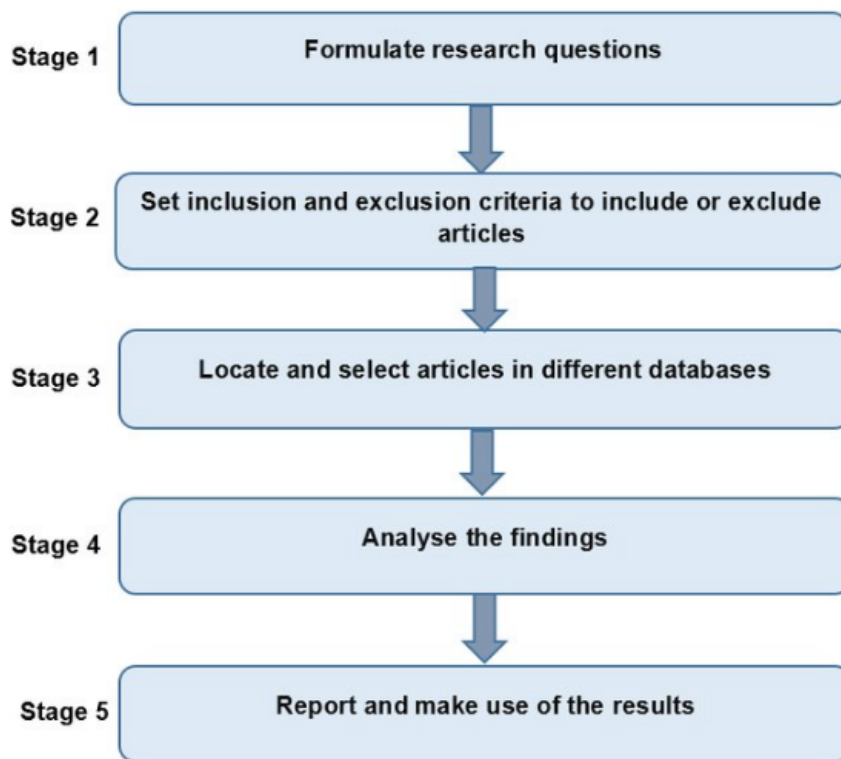 Stage 1
Formulate research questions
Stage 2
Set inclusion and exclusion criteria to include or exclude
articles
Stage 3
Locate and select articles in different databases
Stage 4
Analyse the findings
Stage 5
Report and make use of the results